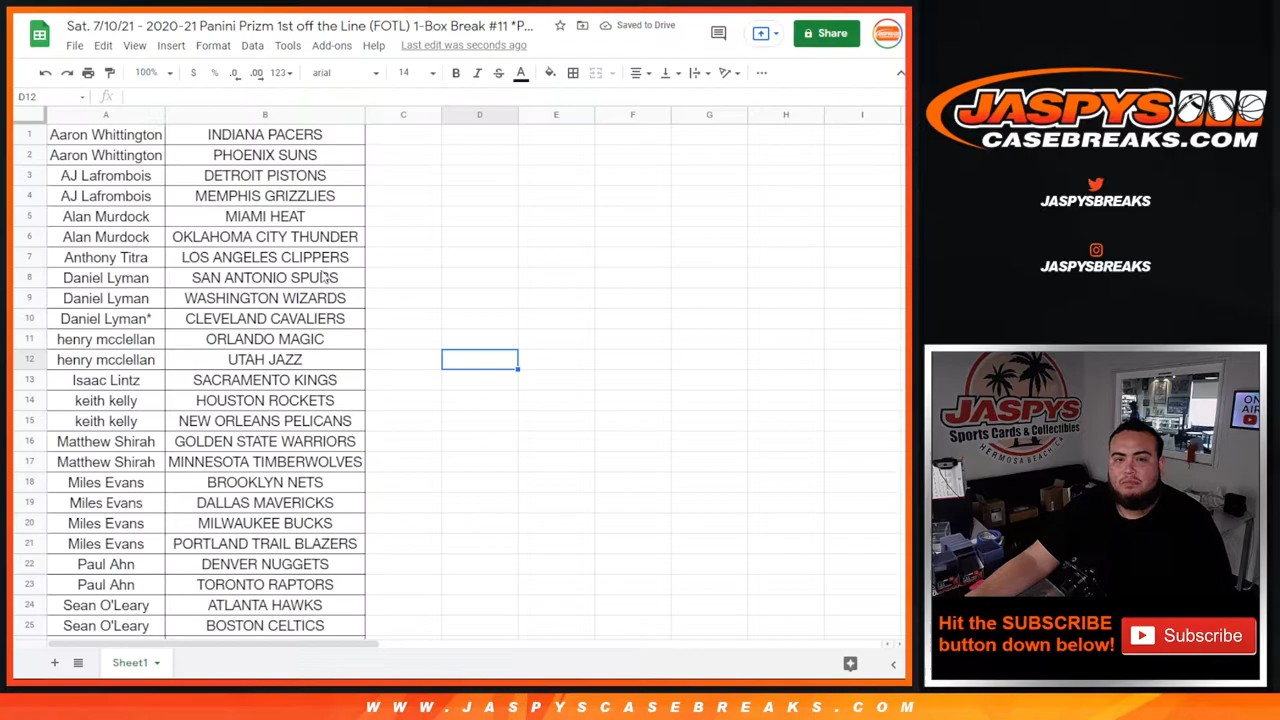 Sat. 7/10/21 - 2020-21 Panini Prizm 1st off the Line (FOTL) 1-Box Break #11 *P...
Saved to Drive
Share
File Edit View Insert Format Data Tools Add-ons Help Last edit was seconds ago
100% $ % .0 .00 123 arial 14 B I S A
D12 fx
A B C D E F G H I
1 Aaron Whittington INDIANA PACERS
2 Aaron Whittington PHOENIX SUNS
3 AJ Lafrombois DETROIT PISTONS
4 AJ Lafrombois MEMPHIS GRIZZLIES
5 Alan Murdock MIAMI HEAT
6 Alan Murdock OKLAHOMA CITY THUNDER
7 Anthony Titra LOS ANGELES CLIPPERS
8 Daniel Lyman SAN ANTONIO SPURS
9 Daniel Lyman WASHINGTON WIZARDS
10 Daniel Lyman* CLEVELAND CAVALIERS
11 henry mcclellan ORLANDO MAGIC
12 henry mcclellan UTAH JAZZ
13 Isaac Lintz SACRAMENTO KINGS
14 keith kelly HOUSTON ROCKETS
15 keith kelly NEW ORLEANS PELICANS
16 Matthew Shirah GOLDEN STATE WARRIORS
17 Matthew Shirah MINNESOTA TIMBERWOLVES
18 Miles Evans BROOKLYN NETS
19 Miles Evans DALLAS MAVERICKS
20 Miles Evans MILWAUKEE BUCKS
21 Miles Evans PORTLAND TRAIL BLAZERS
22 Paul Ahn DENVER NUGGETS
23 Paul Ahn TORONTO RAPTORS
24 Sean O'Leary ATLANTA HAWKS
25 Sean O'Leary BOSTON CELTICS
Sheet1
JASPYS
CASEBREAKS.COM
JASPYSBREAKS
JASPYSBREAKS
JASPYS
Sports Cards & Collectibles
HERMOSA BEACH, CA
ON
AIR
Hit the SUBSCRIBE
button down below!
Subscribe
WWW.JASPYSCASEBREAKS.COM